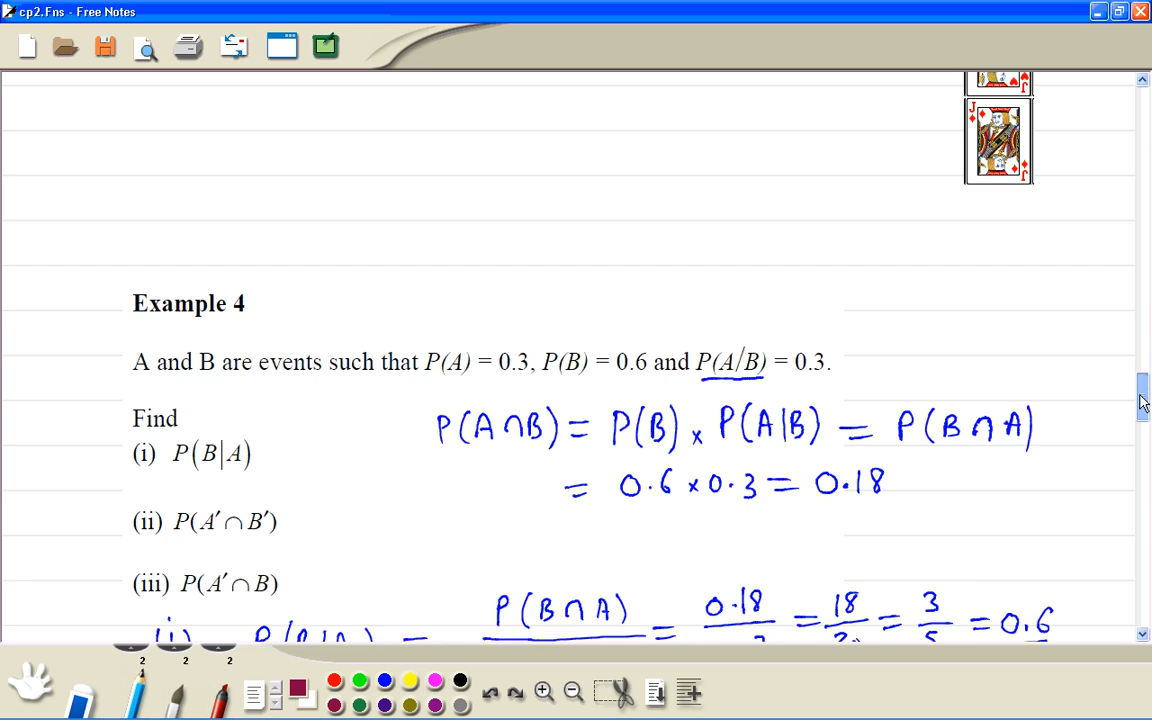 cp2.Fns - Free Notes
J
J
J
Example 4
A and B are events such that P(A) = 0.3, P(B) = 0.6 and P(A/B) = 0.3.
Find
P(A∩B) = P(B) × P(A|B) = P(B∩A)
(i) P(B|A)
= 0.6 × 0.3 = 0.18
(ii) P(A′∩B′)
(iii) P(A′∩B)
P(B∩A) 0.18 = 18 = 3 = 0.6
(i) =
2 2 2